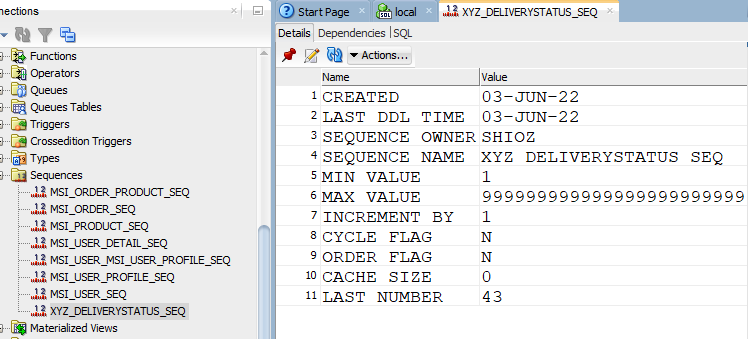 nnections
Start Page
local
XYZ_DELIVERYSTATUS_SEQ
Details
Dependencies
SQL
Actions...
Functions
Operators
Queues
Queues Tables
Triggers
Crossedition Triggers
Types
Sequences
MSI_ORDER_PRODUCT_SEQ
MSI_ORDER_SEQ
MSI_PRODUCT_SEQ
MSI_USER_DETAIL_SEQ
MSI_USER_MSI_USER_PROFILE_SEQ
MSI_USER_PROFILE_SEQ
MSI_USER_SEQ
XYZ_DELIVERYSTATUS_SEQ
Materialized Views
Name Value
1 CREATED 03-JUN-22
2 LAST DDL TIME 03-JUN-22
3 SEQUENCE OWNER SHIOZ
4 SEQUENCE NAME XYZ DELIVERYSTATUS SEQ
5 MIN VALUE 1
6 MAX VALUE 999999999999999999999999
7 INCREMENT BY 1
8 CYCLE FLAG N
9 ORDER FLAG N
10 CACHE SIZE 0
11 LAST NUMBER 43